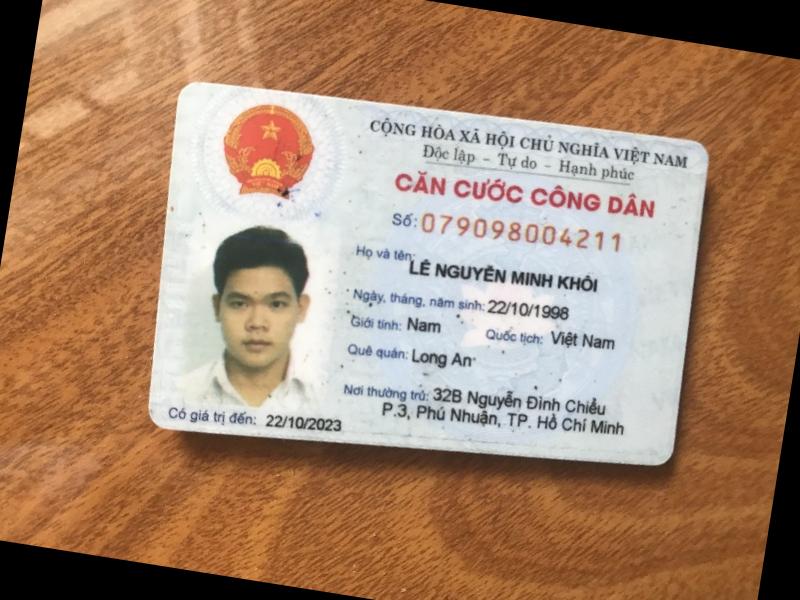 CỘNG HÒA XÃ HỘI CHỦ NGHĨA VIỆT NAM
Độc lập - Tự do - Hạnh phúc
CĂN CƯỚC CÔNG DÂN
Số: 079098004211
Họ và tên:
LÊ NGUYỄN MINH KHÔI
Ngày, tháng, năm sinh: 22/10/1998
Giới tính: Nam Quốc tịch: Việt Nam
Quê quán: Long An
Nơi thường trú: 32B Nguyễn Đình Chiểu
P.3, Phú Nhuận, TP. Hồ Chí Minh
Có giá trị đến: 22/10/2023